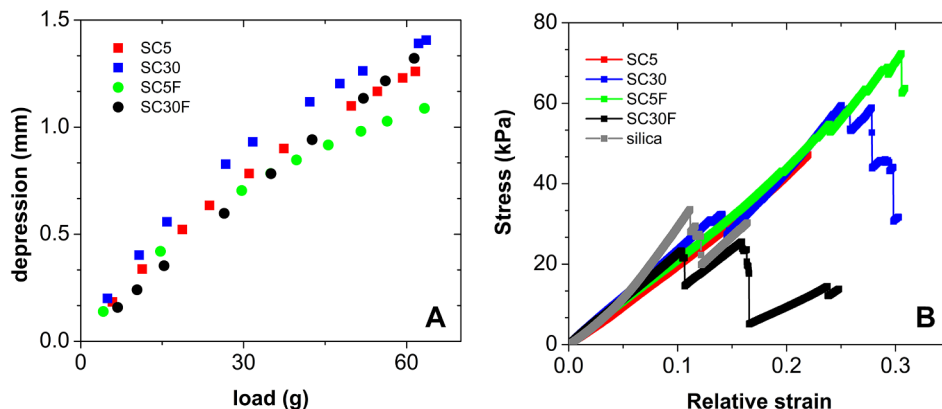 1.5
1.0
0.5
0.0
0
30
60
depression (mm)
load (g)
SC5
SC30
SC5F
SC30F
A
80
60
40
20
0
0.0
0.1
0.2
0.3
Stress (kPa)
Relative strain
SC5
SC30
SC5F
SC30F
silica
B